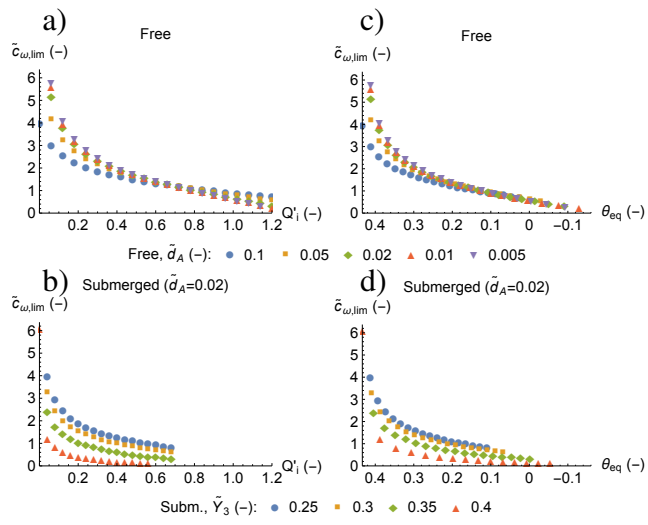 a)
Free
c̃ω,lim (–)
6
5
4
3
2
1
0
0.2 0.4 0.6 0.8 1.0 1.2
Q'i (–)
c)
Free
c̃ω,lim (–)
6
5
4
3
2
1
0
0.4 0.3 0.2 0.1 0 −0.1
θeq (–)
Free, d̃A (–): 0.1 0.05 0.02 0.01 0.005
b)
Submerged (d̃A=0.02)
c̃ω,lim (–)
6
5
4
3
2
1
0
0.2 0.4 0.6 0.8 1.0 1.2
Q'i (–)
d)
Submerged (d̃A=0.02)
c̃ω,lim (–)
6
5
4
3
2
1
0
0.4 0.3 0.2 0.1 0 −0.1
θeq (–)
Subm., Ỹ3 (–): 0.25 0.3 0.35 0.4